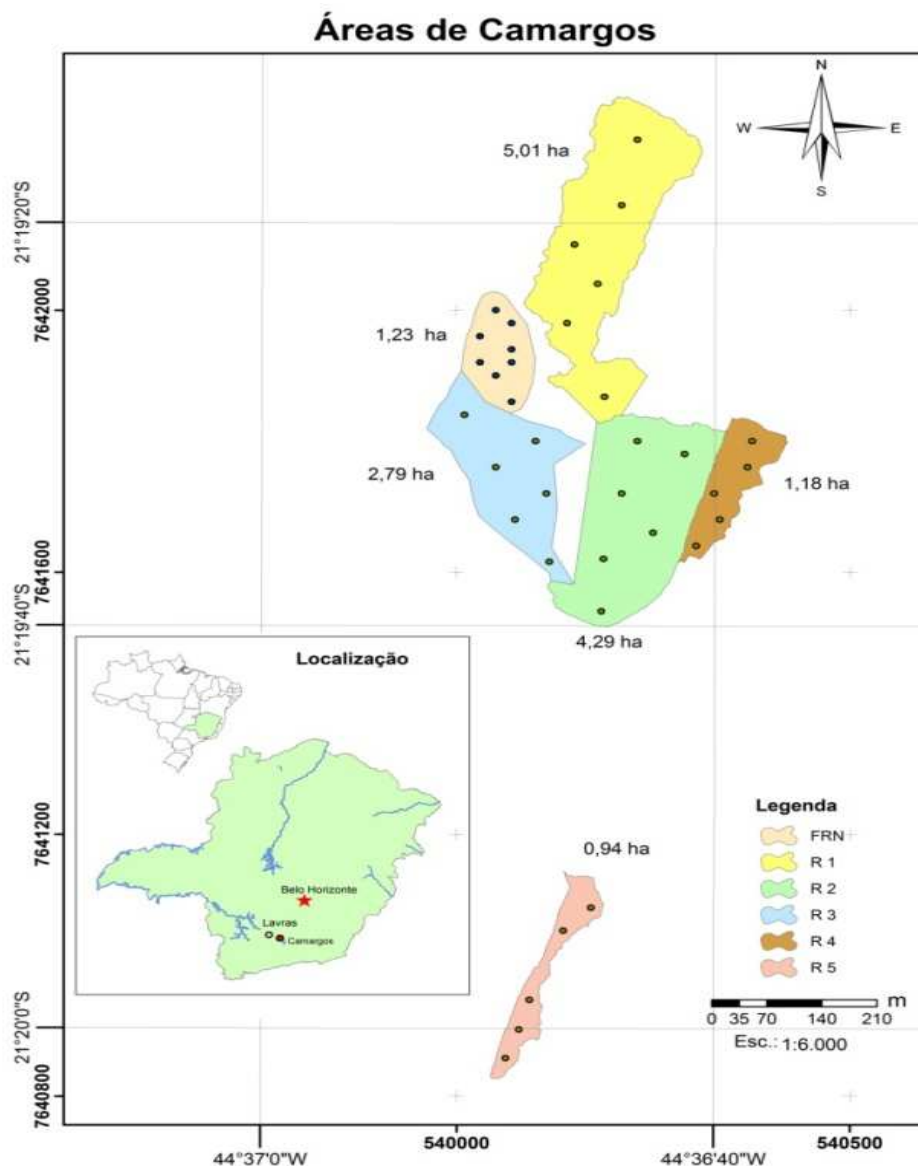 Áreas de Camargos
N
W E
S
5,01 ha
21°19'20"S
7642000
1,23 ha
2,79 ha
1,18 ha
7641600
21°19'40"S
4,29 ha
Localização
Belo Horizonte
Lavras
Camargos
7641200
0,94 ha
Legenda
FRN
R 1
R 2
R 3
R 4
R 5
m
0 35 70 140 210
Esc.: 1:6.000
21°20'0"S
7640800
540000 540500
44°37'0"W 44°36'40"W